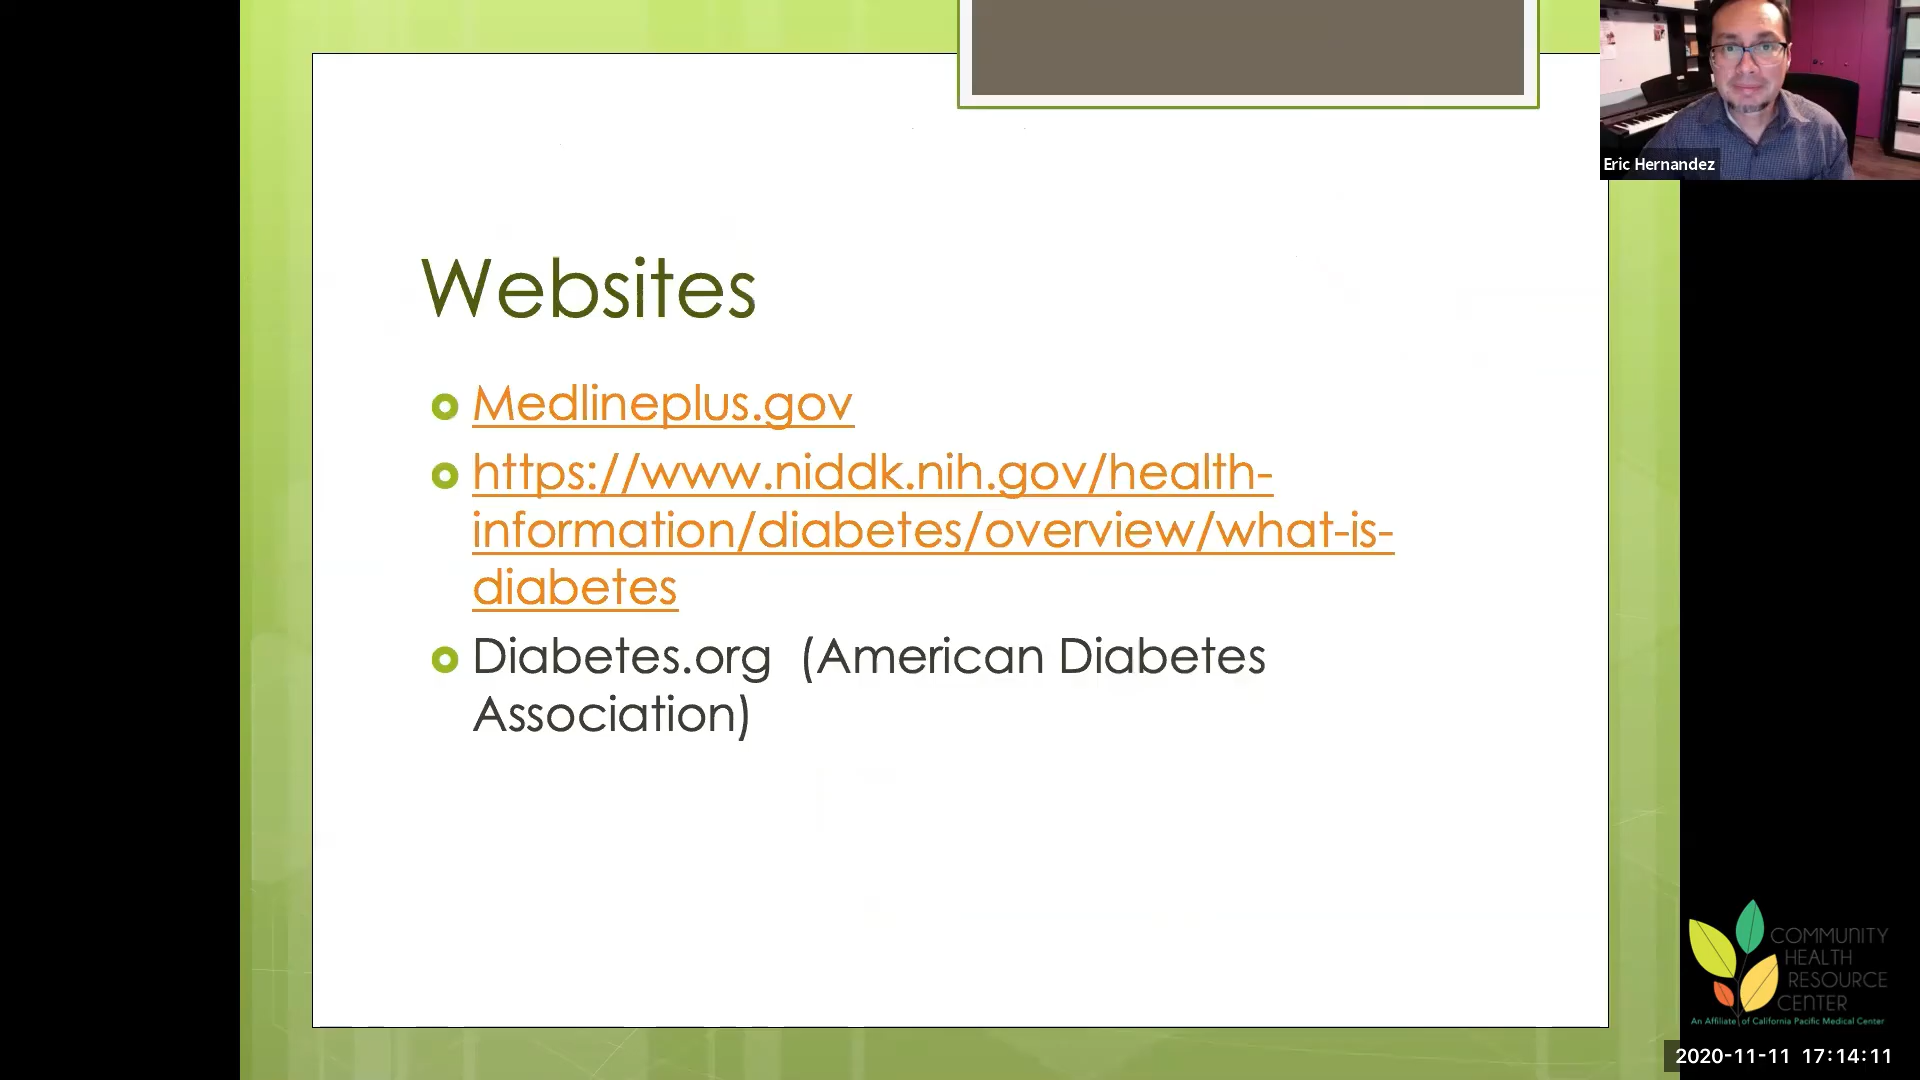 Eric Hernandez
Websites
Medlineplus.gov
https://www.niddk.nih.gov/health-
information/diabetes/overview/what-is-
diabetes
Diabetes.org (American Diabetes
Association)
COMMUNITY
HEALTH
RESOURCE
CENTER
An Affiliate of California Pacific Medical Center
2020-11-11 17:14:11